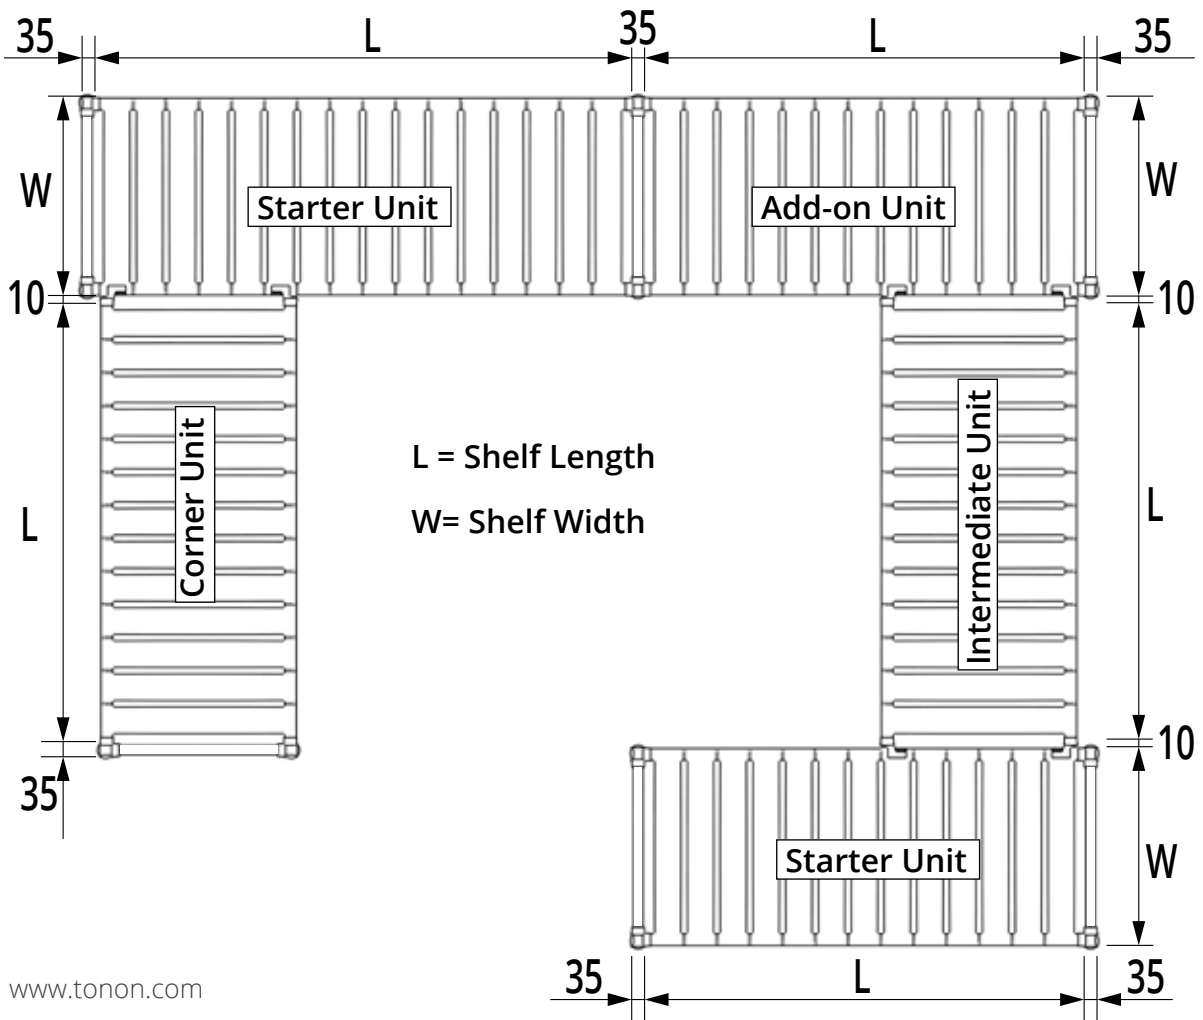 35 L 35 L 35
W Starter Unit Add-on Unit W
10 10
Corner Unit
Intermediate Unit
L = Shelf Length
W= Shelf Width
L L
10
35
Starter Unit W
35 L 35
www.tonon.com